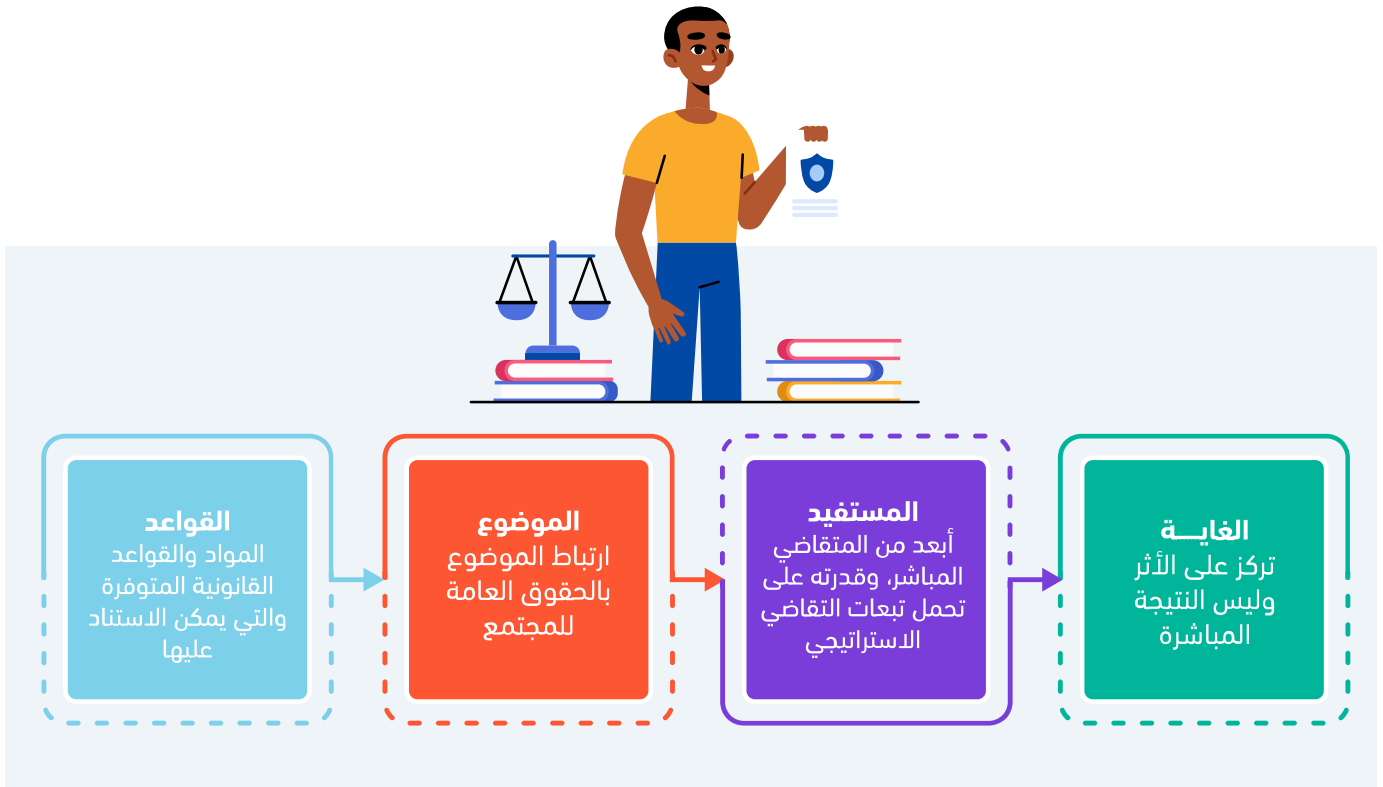 الغايـــة
تركز على الأثر
وليس النتيجة
المباشرة
المستفيد
أبعد من المتقاضي
المباشر، وقدرته على
تحمل تبعات التقاضي
الاستراتيجي
الموضوع
ارتباط الموضوع
بالحقوق العامة
للمجتمع
القواعد
المواد والقواعد
القانونية المتوفرة
والتي يمكن الاستناد
عليها